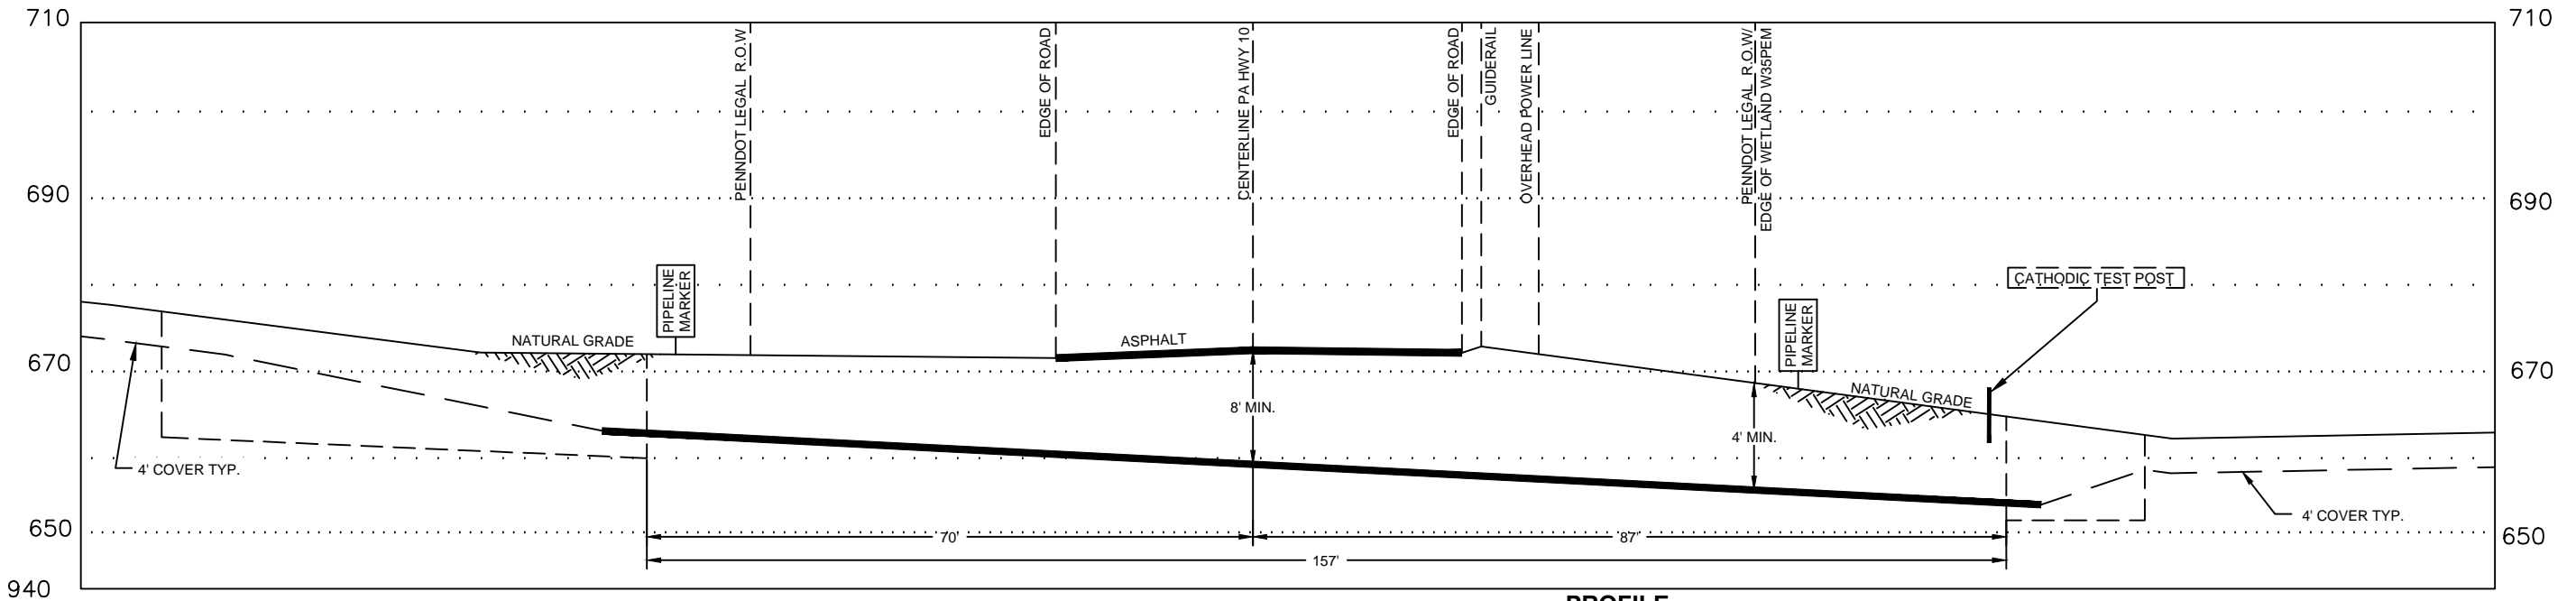 710
710
PENNDOT LEGAL R.O.W
EDGE OF ROAD
CENTERLINE PA HWY 10
EDGE OF ROAD
GUIDERAIL
OVERHEAD POWER LINE
PENNDOT LEGAL R.O.W/
EDGE OF WETLAND W35PEM
690
690
PIPELINE
MARKER
CATHODIC TEST POST
PIPELINE
MARKER
NATURAL GRADE
ASPHALT
670
670
NATURAL GRADE
8' MIN.
4' MIN.
4' COVER TYP.
4' COVER TYP.
650
650
70'
87'
157'
940
PROFILE